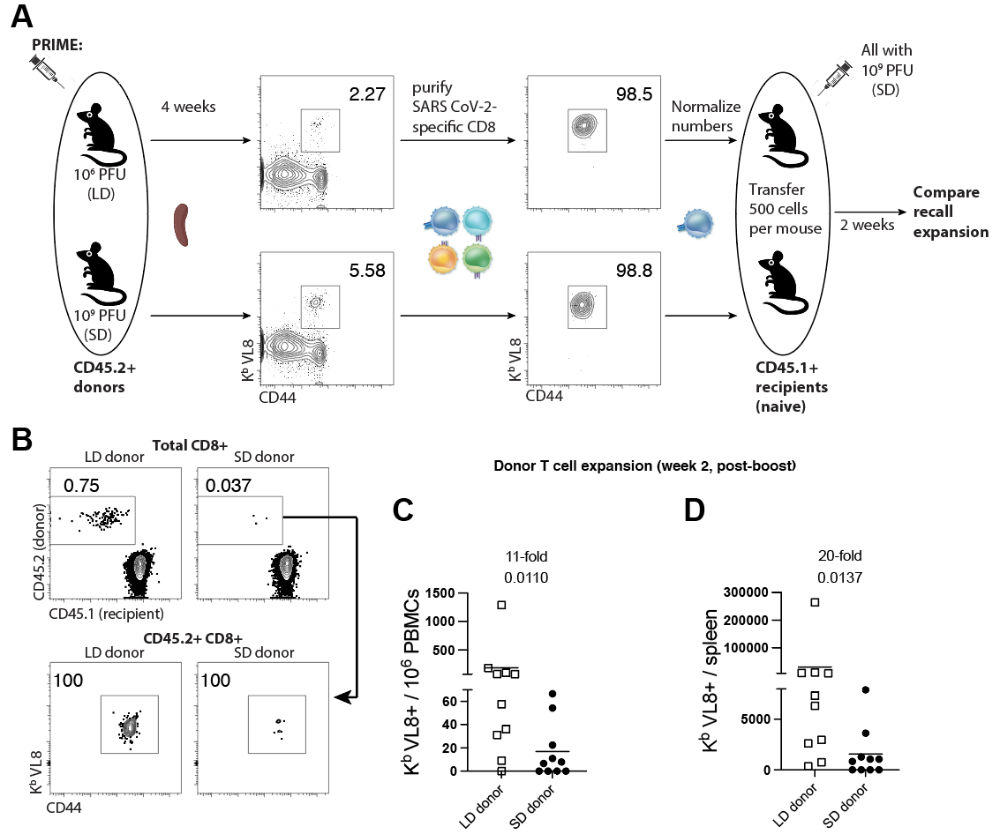 A
PRIME:
10⁶ PFU
(LD)
10⁹ PFU
(SD)
CD45.2+
donors
4 weeks
2.27
5.58
Kᵇ VL8
CD44
purify
SARS CoV-2-
specific CD8
98.5
98.8
Kᵇ VL8
CD44
Normalize
numbers
All with
10⁹ PFU
(SD)
Transfer
500 cells
per mouse
CD45.1+
recipients
(naive)
2 weeks
Compare
recall
expansion
B
Total CD8+
LD donor
SD donor
0.75
0.037
CD45.2 (donor)
CD45.1 (recipient)
CD45.2+ CD8+
LD donor
SD donor
100
100
Kᵇ VL8
CD44
Donor T cell expansion (week 2, post-boost)
C
11-fold
0.0110
Kᵇ VL8+ / 10⁶ PBMCs
1500
1000
500
60
40
20
0
LD donor
SD donor
D
20-fold
0.0137
Kᵇ VL8+ / spleen
300000
200000
100000
5000
0
LD donor
SD donor